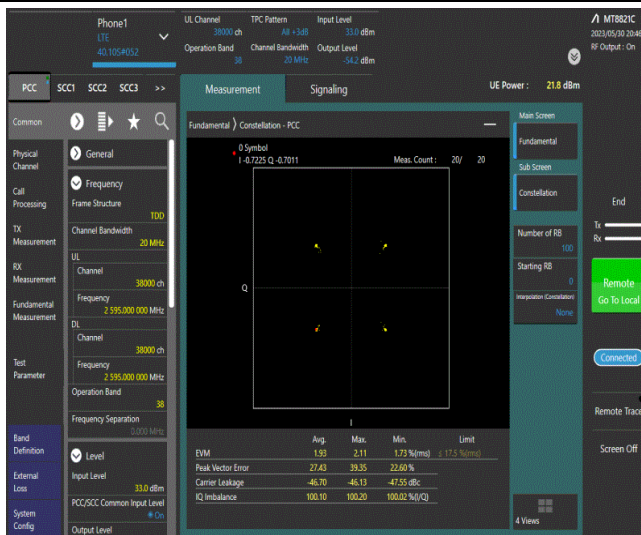 Phone1
LTE
40.10S#052
UL Channel
38000 ch
TPC Pattern
All +3dB
Input Level
33.0 dBm
Operation Band
38
Channel Bandwidth
20 MHz
Output Level
-54.2 dBm
MT8821C
2023/05/30 20:46
RF Output : On
PCC SCC1 SCC2 SCC3 >>
Measurement
Signaling
UE Power : 21.8 dBm
Common
Physical
Channel
Call
Processing
TX
Measurement
RX
Measurement
Fundamental
Measurement
Test
Parameter
Band
Definition
External
Loss
System
Config
General
Frequency
Frame Structure
TDD
Channel Bandwidth
20 MHz
UL
Channel
38000 ch
Frequency
2 595.000 000 MHz
DL
Channel
38000 ch
Frequency
2 595.000 000 MHz
Operation Band
38
Frequency Separation
0.000 MHz
Level
Input Level
33.0 dBm
PCC/SCC Common Input Level
On
Output Level
Fundamental 〉 Constellation - PCC
0 Symbol
I -0.7225 Q -0.7011
Meas. Count : 20/ 20
Q
I
Avg. Max. Min. Limit
EVM 1.93 2.11 1.73 %(rms) ≤ 17.5 %(rms)
Peak Vector Error 27.43 39.35 22.60 %
Carrier Leakage -46.70 -46.13 -47.55 dBc
IQ Imbalance 100.10 100.20 100.02 %(I/Q)
Main Screen
Fundamental
Sub Screen
Constellation
Number of RB
100
Starting RB
0
Interpolation (Constellation)
None
4 Views
End
Tx
Rx
Remote
Go To Local
Connected
Remote Trace
Screen Off